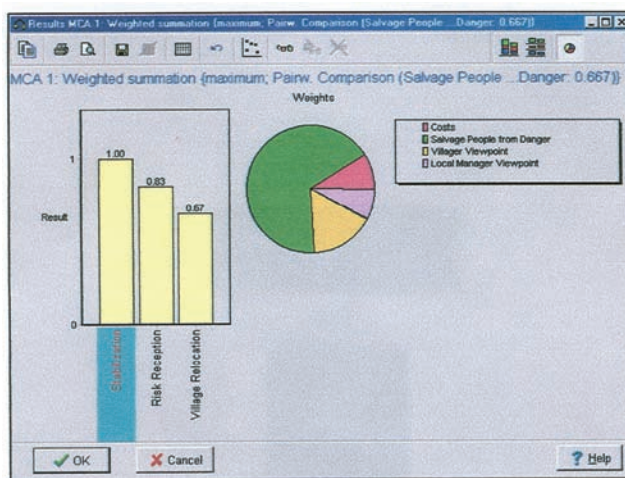 Results MCA 1: Weighted summation {maximum; Pairw. Comparison (Salvage People ...Danger: 0.667)}
MCA 1: Weighted summation {maximum; Pairw. Comparison (Salvage People ...Danger: 0.667)}
Weights
1
1.00
0.83
0.67
Result
0
Stabilization
Risk Reception
Village Relocation
Costs
Salvage People from Danger
Villager Viewpoint
Local Manager Viewpoint
OK
Cancel
? Help